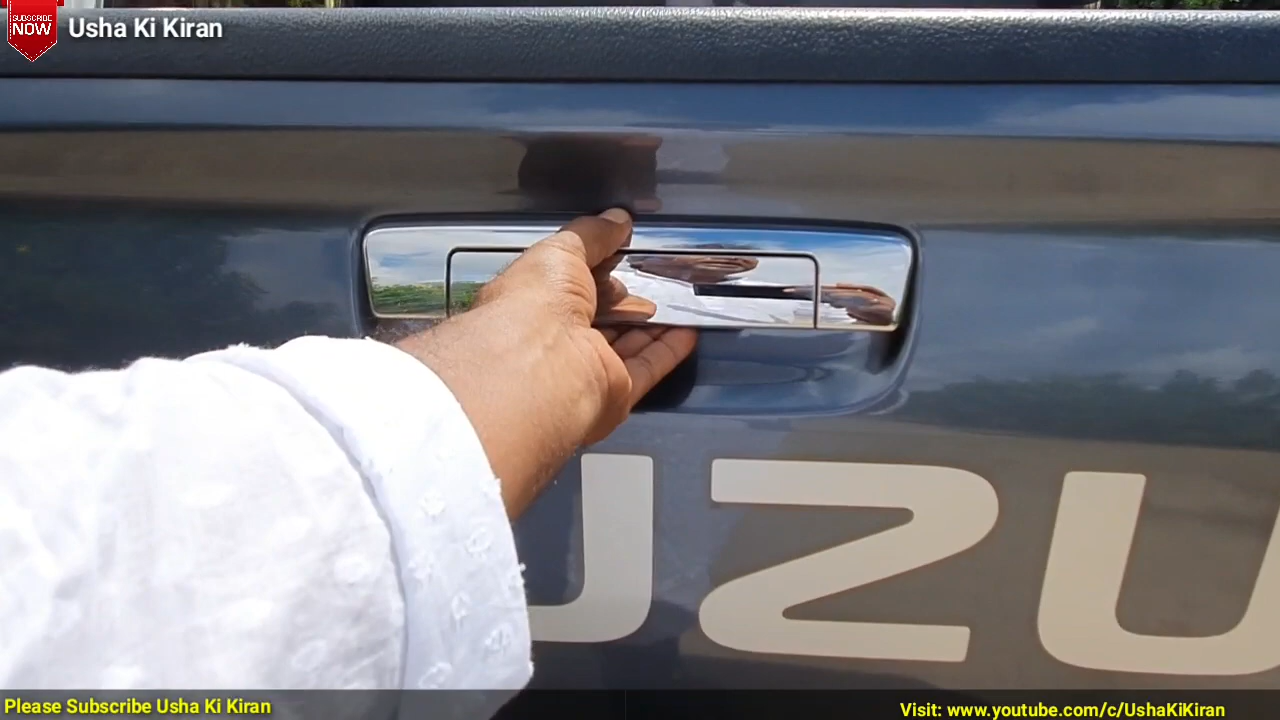 SUBSCRIBE
NOW
Usha Ki Kiran
UZU
Please Subscribe Usha Ki Kiran
Visit: www.youtube.com/c/UshaKiKiran